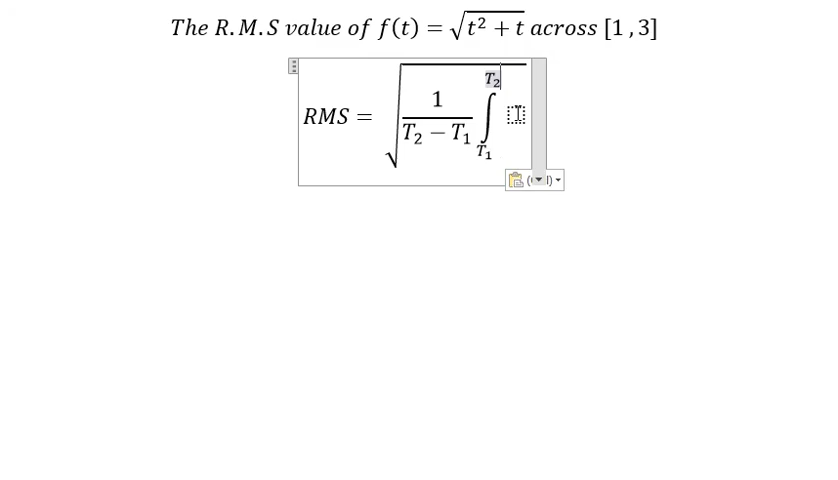 The R.M.S value of f(t) = √(t² + t) across [1 ,3]
RMS = √(1/(T₂ − T₁) ∫_{T₁}^{T₂})